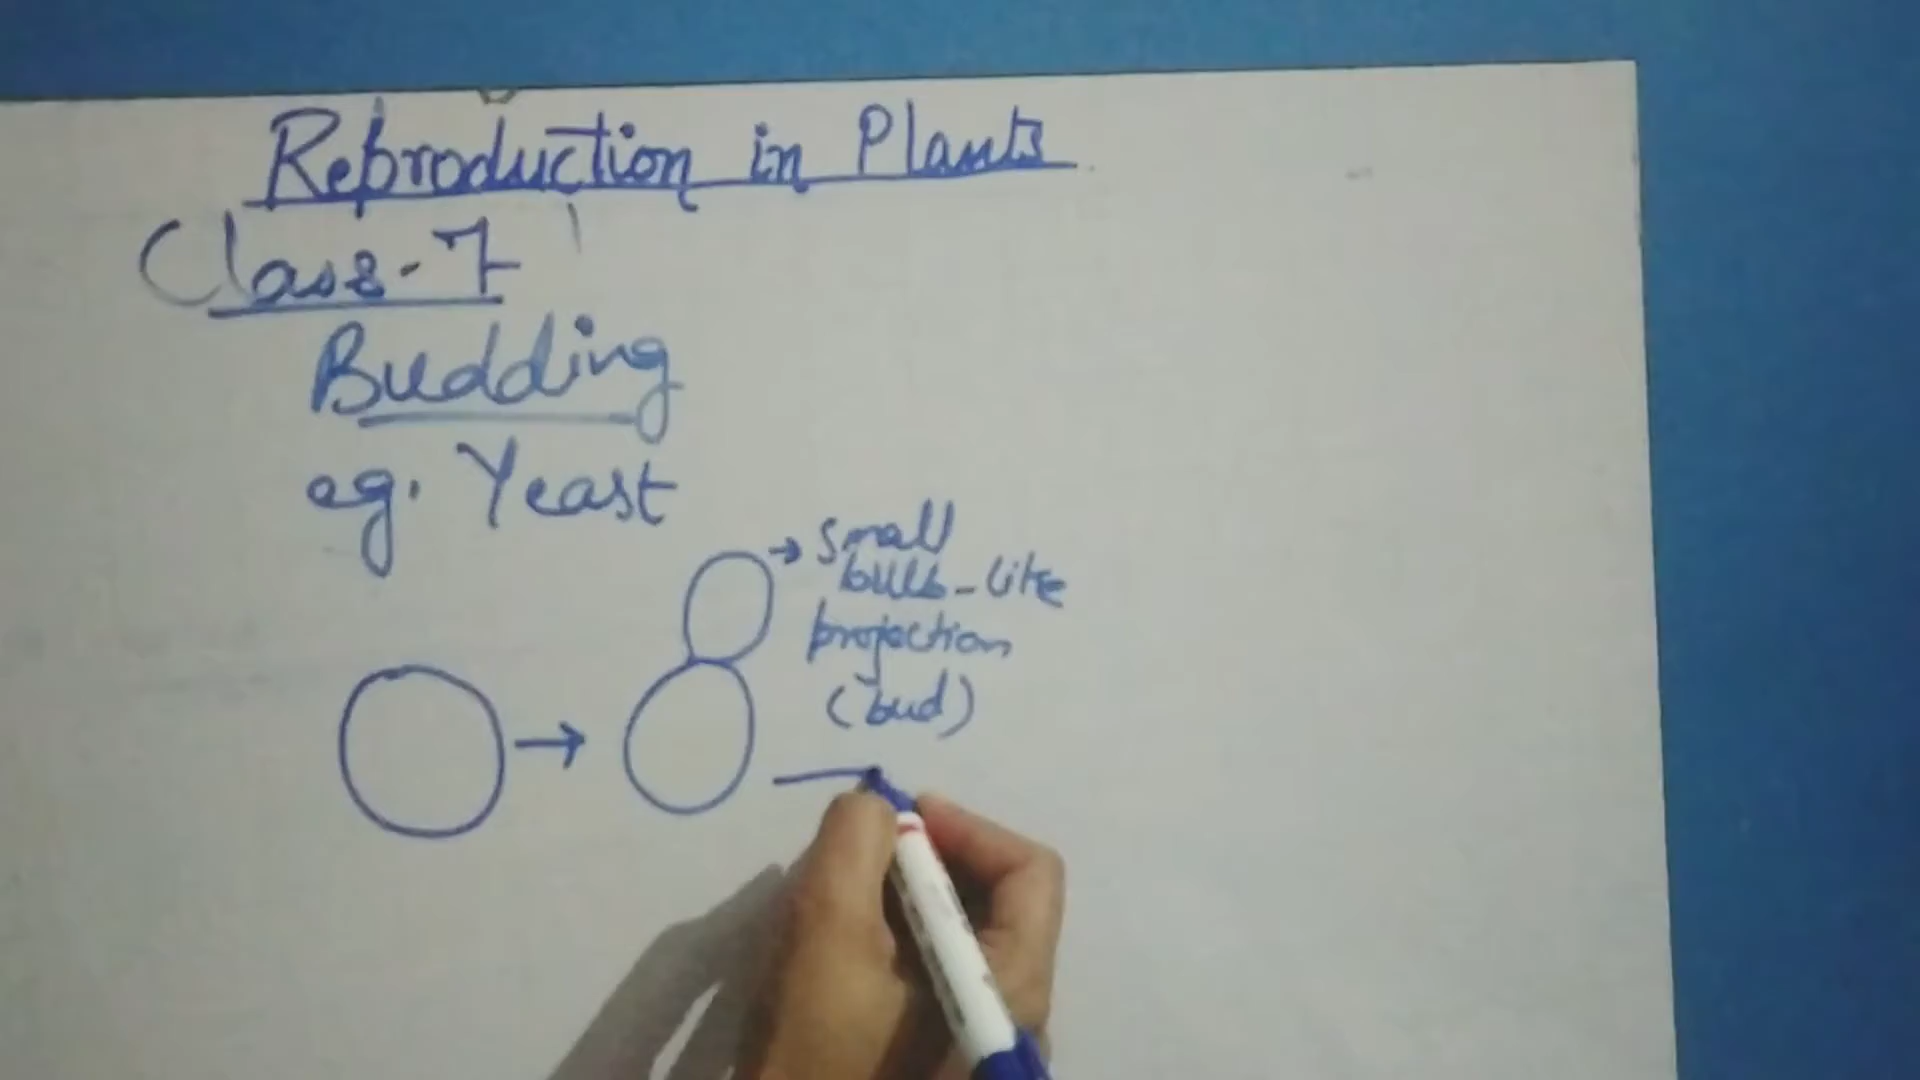 Reproduction in Plants
Class-7
Budding
eg. Yeast
→ small
bulb-like
projection
(bud)